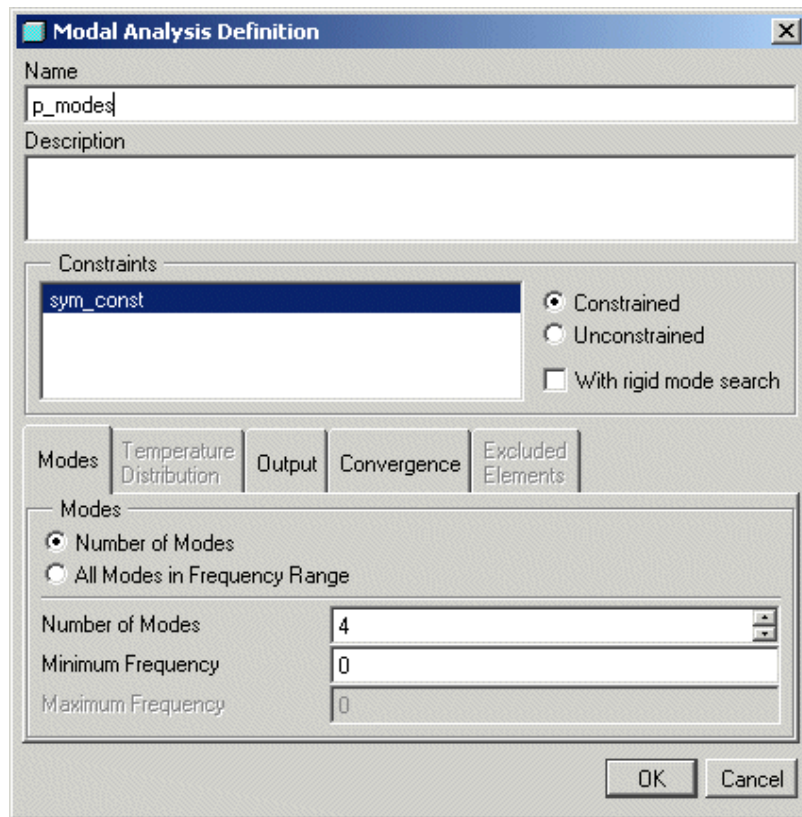 Modal Analysis Definition
Name
p_modes
Description
Constraints
sym_const
Constrained
Unconstrained
With rigid mode search
Modes
Temperature
Distribution
Output
Convergence
Excluded
Elements
Modes
Number of Modes
All Modes in Frequency Range
Number of Modes 4
Minimum Frequency 0
Maximum Frequency 0
OK Cancel